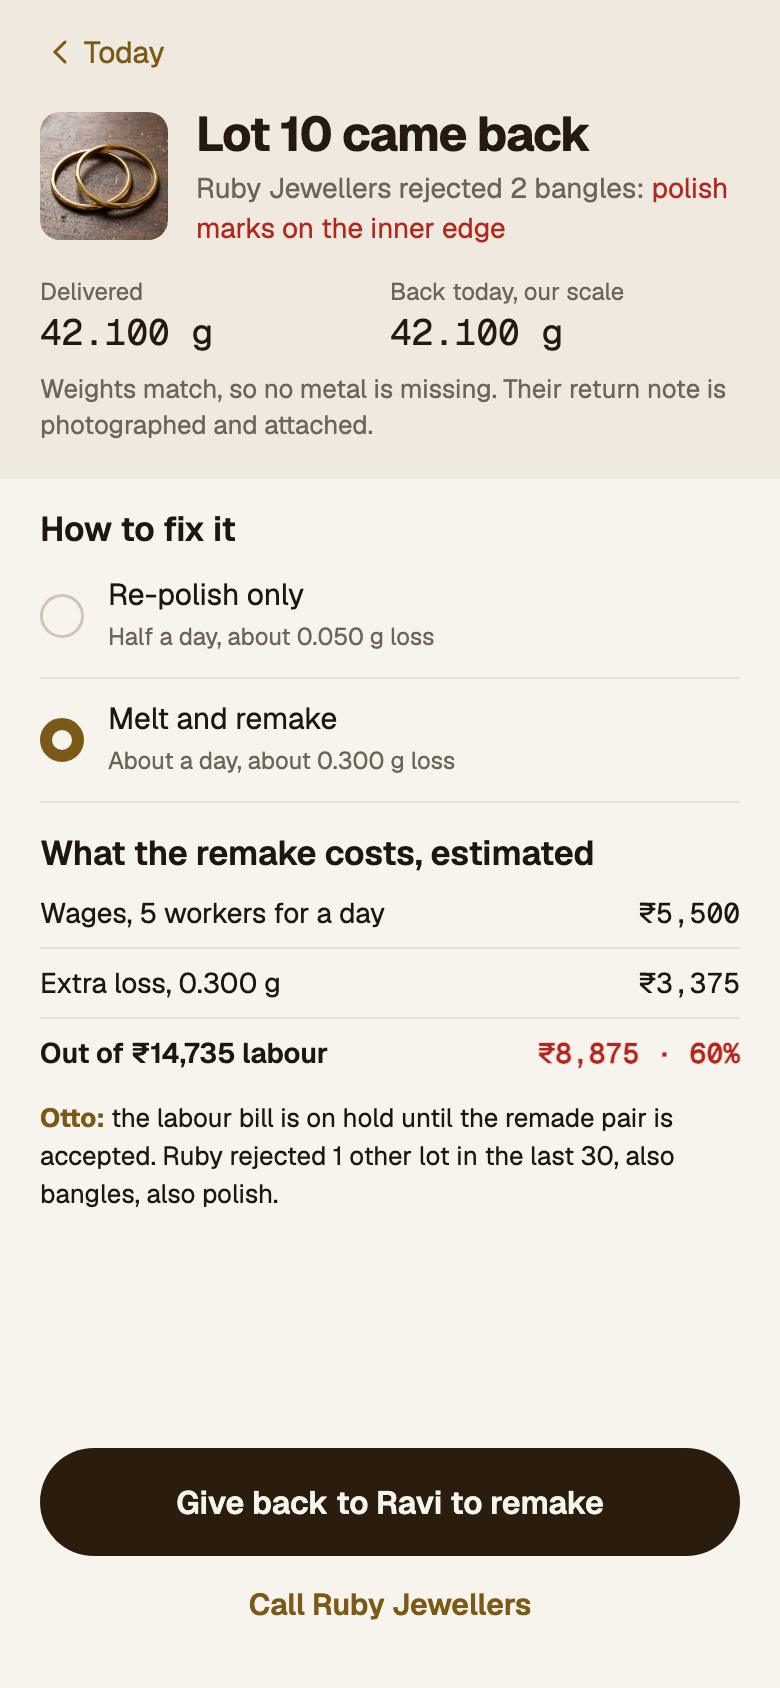 Today
Lot 10 came back
Ruby Jewellers rejected 2 bangles: polish
marks on the inner edge
Delivered
42.100 g
Back today, our scale
42.100 g
Weights match, so no metal is missing. Their return note is
photographed and attached.
How to fix it
Re-polish only
Half a day, about 0.050 g loss
Melt and remake
About a day, about 0.300 g loss
What the remake costs, estimated
Wages, 5 workers for a day ₹5,500
Extra loss, 0.300 g ₹3,375
Out of ₹14,735 labour ₹8,875 · 60%
Otto: the labour bill is on hold until the remade pair is
accepted. Ruby rejected 1 other lot in the last 30, also
bangles, also polish.
Give back to Ravi to remake
Call Ruby Jewellers